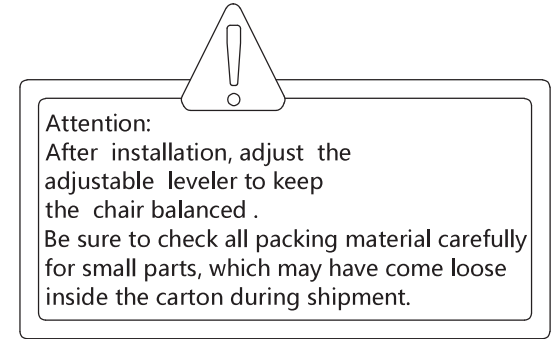 Attention:
After installation, adjust the
adjustable leveler to keep
the chair balanced .
Be sure to check all packing material carefully
for small parts, which may have come loose
inside the carton during shipment.